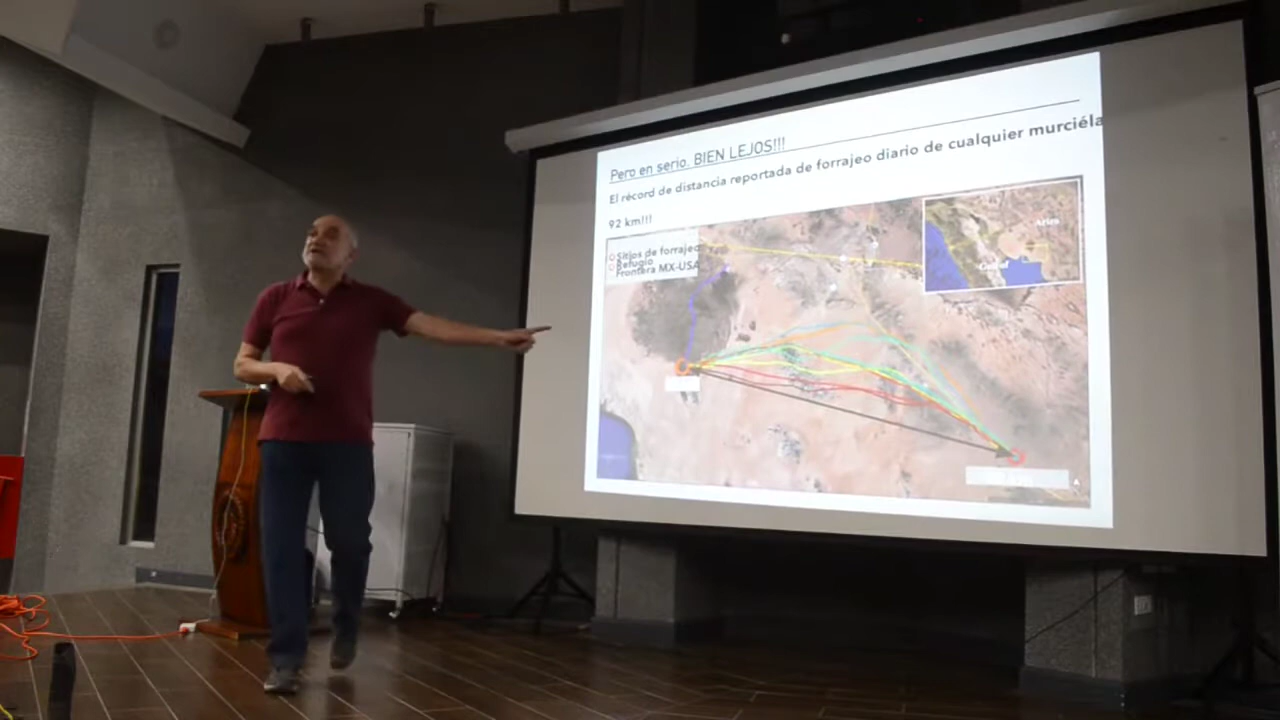 Pero en serio. BIEN LEJOS!!!
El récord de distancia reportada de forrajeo diario de cualquier murciéla
92 km!!!
Sitios de forrajeo
Refugio
Frontera MX-USA